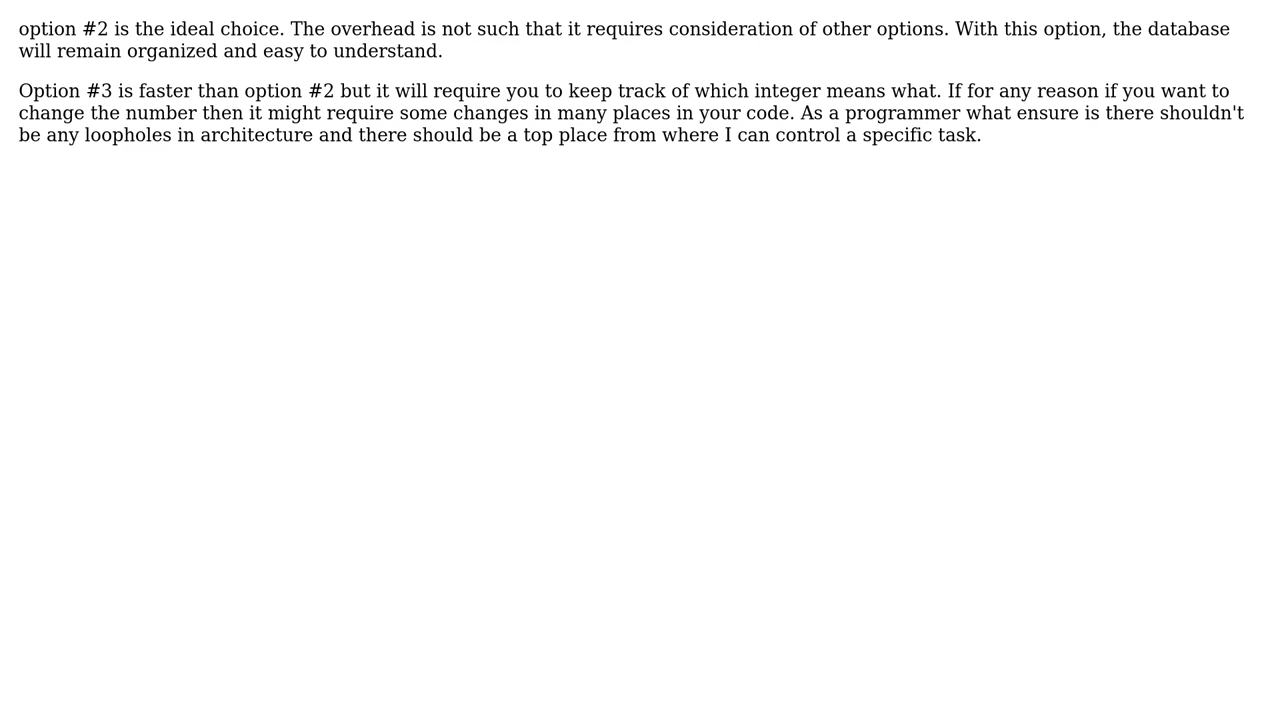 option #2 is the ideal choice. The overhead is not such that it requires consideration of other options. With this option, the database
will remain organized and easy to understand.
Option #3 is faster than option #2 but it will require you to keep track of which integer means what. If for any reason if you want to
change the number then it might require some changes in many places in your code. As a programmer what ensure is there shouldn't
be any loopholes in architecture and there should be a top place from where I can control a specific task.